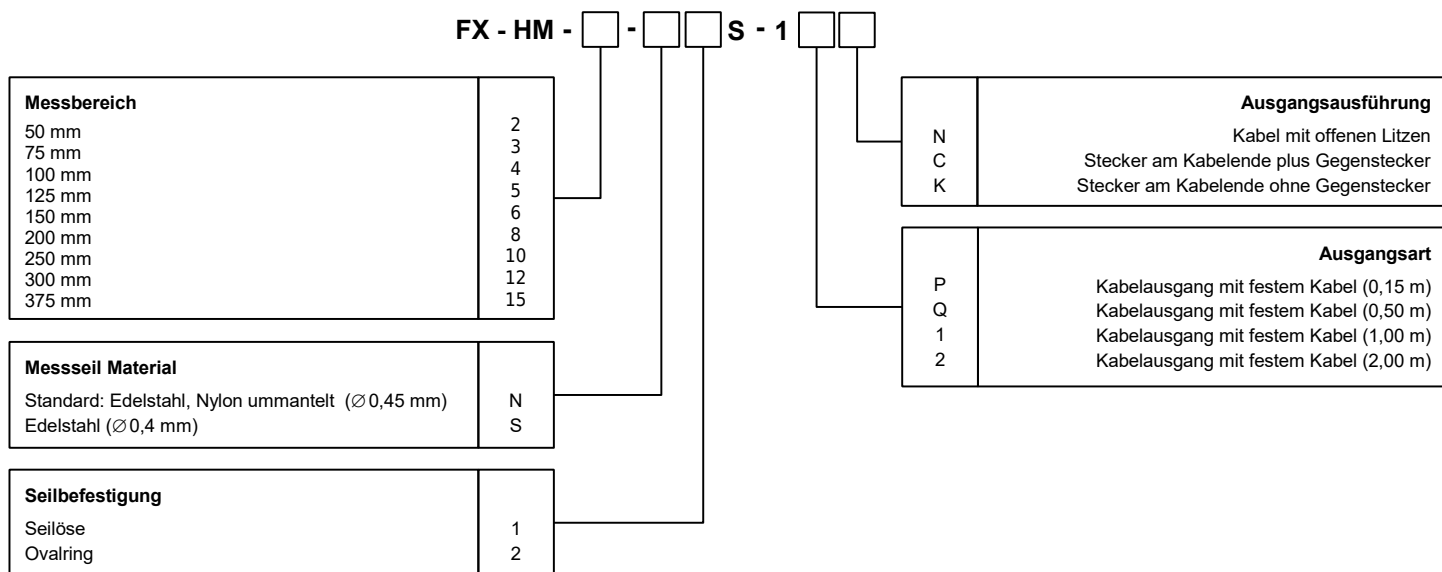 FX - HM - - S - 1
Messbereich
50 mm 2
75 mm 3
100 mm 4
125 mm 5
150 mm 6
200 mm 8
250 mm 10
300 mm 12
375 mm 15
Messseil Material
Standard: Edelstahl, Nylon ummantelt (∅ 0,45 mm) N
Edelstahl (∅ 0,4 mm) S
Seilbefestigung
Seilöse 1
Ovalring 2
Ausgangsausführung
N Kabel mit offenen Litzen
C Stecker am Kabelende plus Gegenstecker
K Stecker am Kabelende ohne Gegenstecker
Ausgangsart
P Kabelausgang mit festem Kabel (0,15 m)
Q Kabelausgang mit festem Kabel (0,50 m)
1 Kabelausgang mit festem Kabel (1,00 m)
2 Kabelausgang mit festem Kabel (2,00 m)